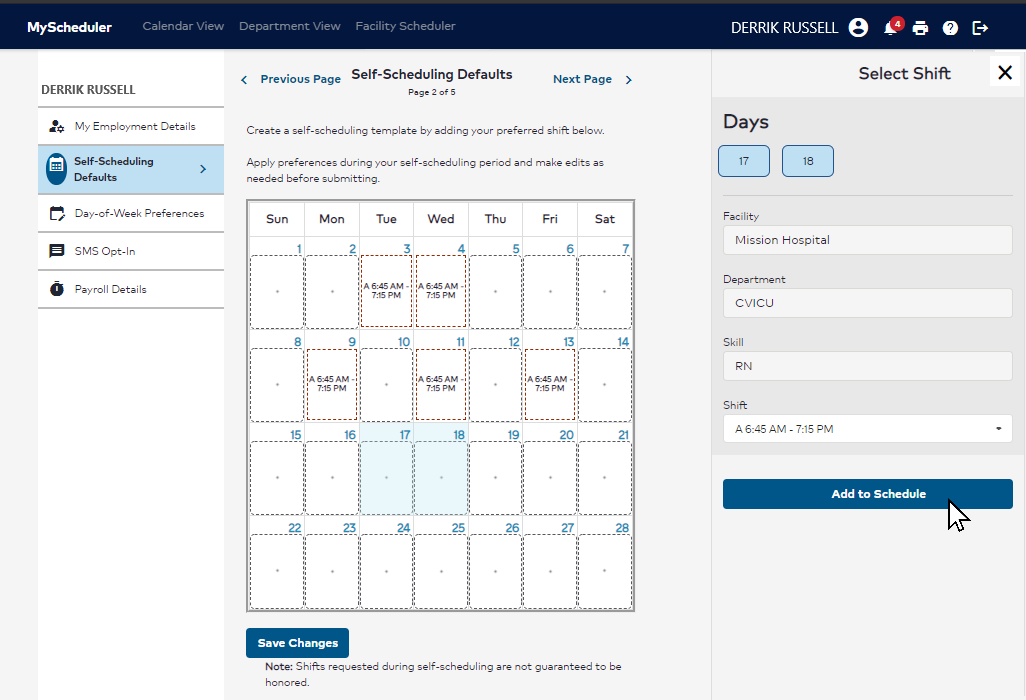 MyScheduler
Calendar View Department View Facility Scheduler
DERRIK RUSSELL 4 ?
DERRIK RUSSELL
My Employment Details
Self-Scheduling
Defaults
Day-of-Week Preferences
SMS Opt-In
Payroll Details
Previous Page Self-Scheduling Defaults Next Page
Page 2 of 5
Create a self-scheduling template by adding your preferred shift below.
Apply preferences during your self-scheduling period and make edits as
needed before submitting.
Sun Mon Tue Wed Thu Fri Sat
1 2 3 4 5 6 7
A 6:45 AM - A 6:45 AM -
7:15 PM 7:15 PM
8 9 10 11 12 13 14
A 6:45 AM - A 6:45 AM - A 6:45 AM -
7:15 PM 7:15 PM 7:15 PM
15 16 17 18 19 20 21
22 23 24 25 26 27 28
Save Changes
Note: Shifts requested during self-scheduling are not guaranteed to be
honored.
Select Shift
Days
17 18
Facility
Mission Hospital
Department
CVICU
Skill
RN
Shift
A 6:45 AM - 7:15 PM
Add to Schedule